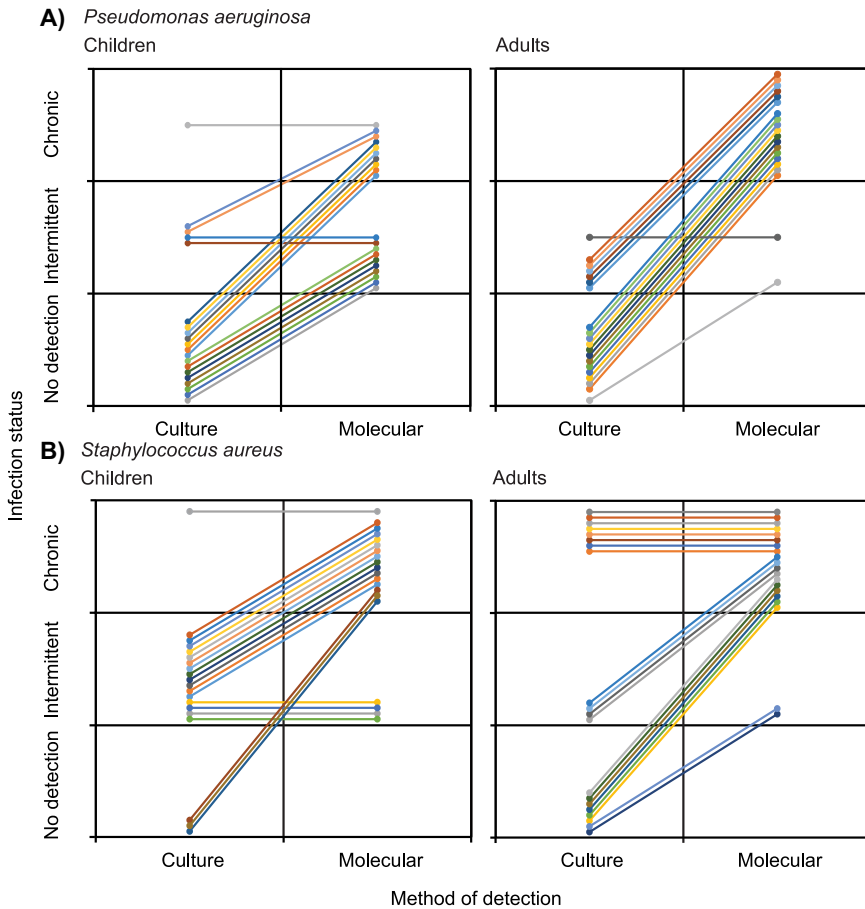 A) Pseudomonas aeruginosa
Children
Adults
Chronic
Intermittent
No detection
Culture
Molecular
Culture
Molecular
B) Staphylococcus aureus
Children
Adults
Chronic
Intermittent
No detection
Culture
Molecular
Culture
Molecular
Infection status
Method of detection